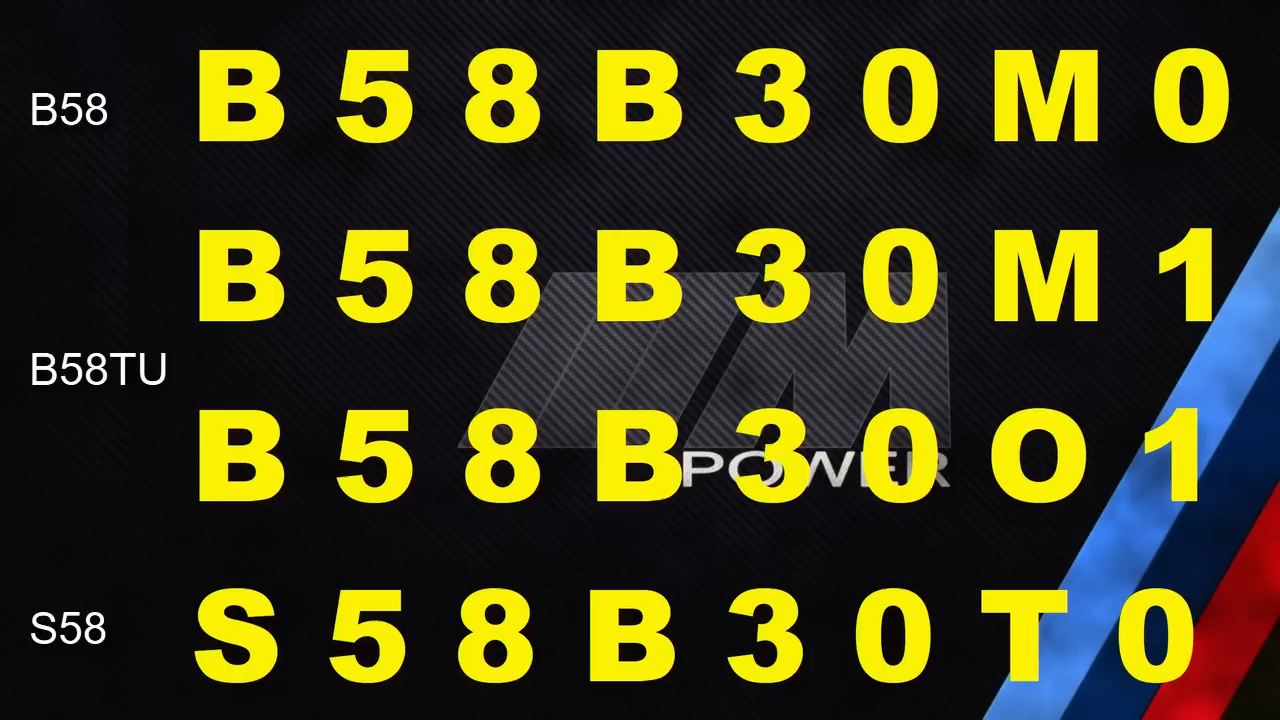 B58 B 5 8 B 3 0 M 0
B 5 8 B 3 0 M 1
B58TU
B 5 8 B 3 0 O 1
POWER
S58 S 5 8 B 3 0 T 0